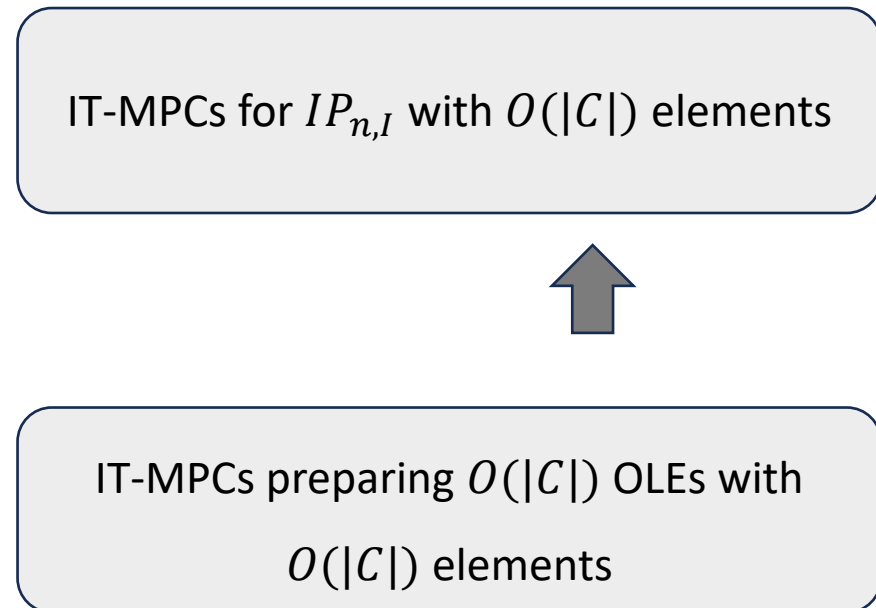 IT-MPCs for $IP_{n,I}$ with $O(|C|)$ elements
IT-MPCs preparing $O(|C|)$ OLEs with
$O(|C|)$ elements